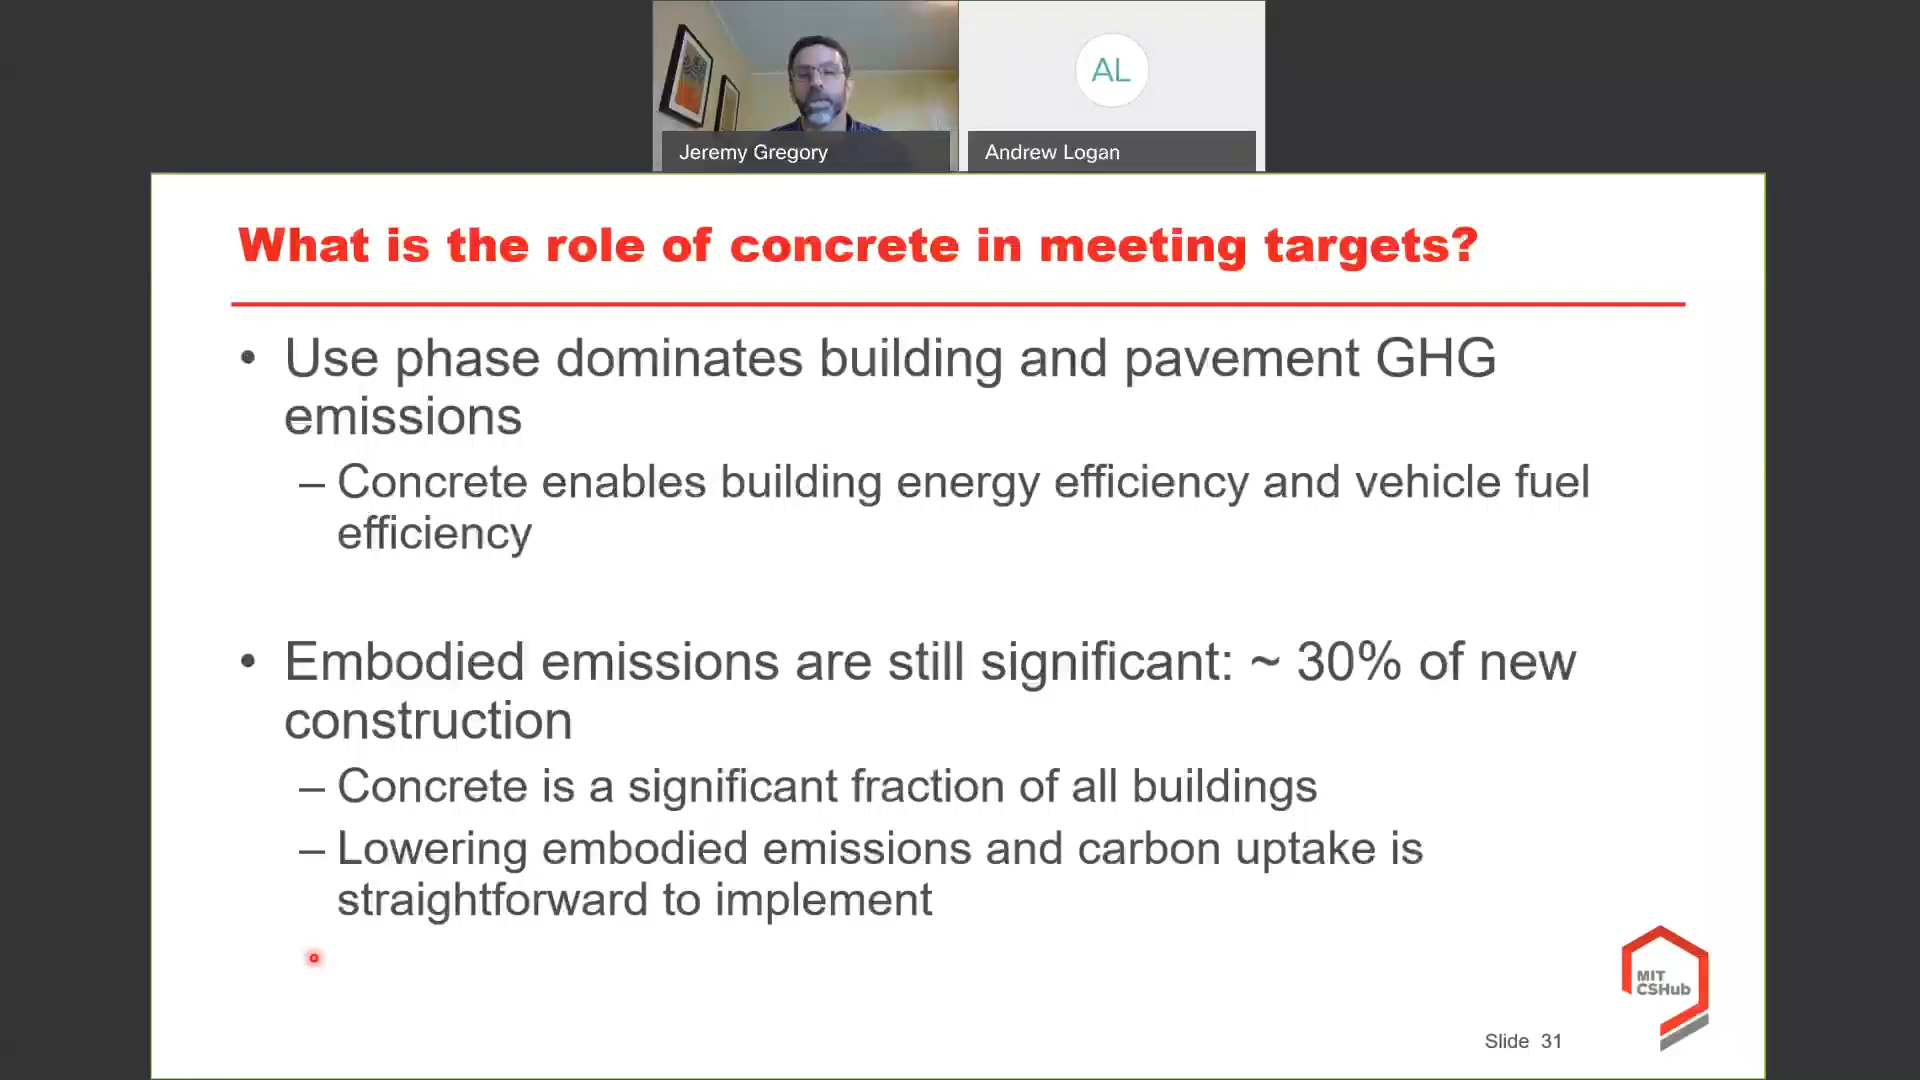 AL
Jeremy Gregory
Andrew Logan
What is the role of concrete in meeting targets?
• Use phase dominates building and pavement GHG
emissions
– Concrete enables building energy efficiency and vehicle fuel
efficiency
• Embodied emissions are still significant: ~ 30% of new
construction
– Concrete is a significant fraction of all buildings
– Lowering embodied emissions and carbon uptake is
straightforward to implement
MIT
CSHub
Slide 31